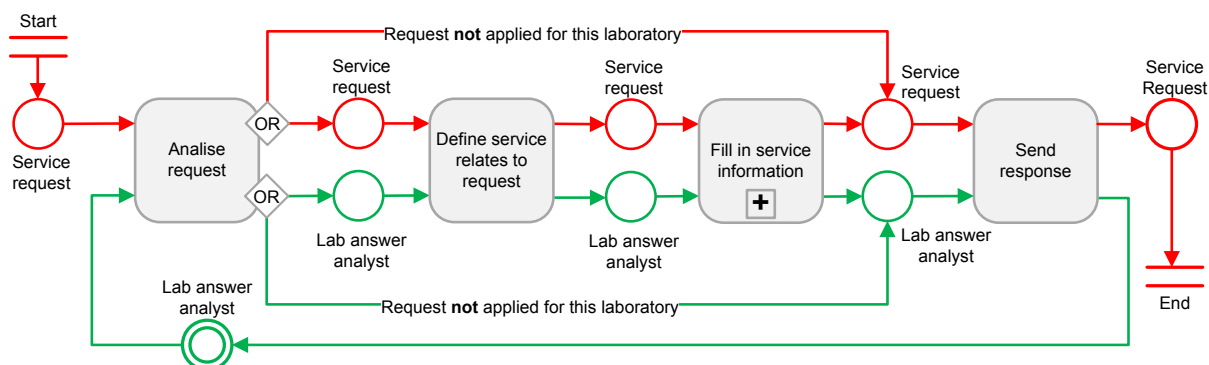 Start
Request not applied for this laboratory
Service
request
Service
request
Service
request
Service
Request
OR
Service
request
Analise
request
Define service
relates to
request
Fill in service
information
Send
response
OR
Lab answer
analyst
Lab answer
analyst
Lab answer
analyst
Request not applied for this laboratory
Lab answer
analyst
End